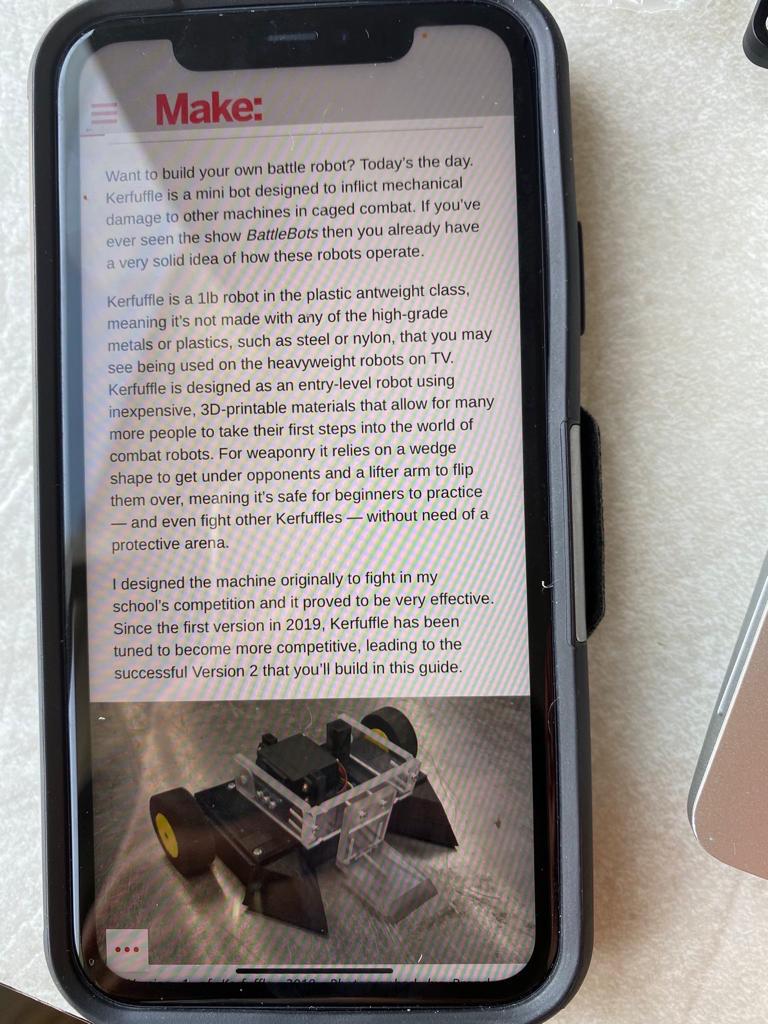 Make:
Want to build your own battle robot? Today's the day.
Kerfuffle is a mini bot designed to inflict mechanical
damage to other machines in caged combat. If you've
ever seen the show BattleBots then you already have
a very solid idea of how these robots operate.
Kerfuffle is a 1lb robot in the plastic antweight class,
meaning it's not made with any of the high-grade
metals or plastics, such as steel or nylon, that you may
see being used on the heavyweight robots on TV.
Kerfuffle is designed as an entry-level robot using
inexpensive, 3D-printable materials that allow for many
more people to take their first steps into the world of
combat robots. For weaponry it relies on a wedge
shape to get under opponents and a lifter arm to flip
them over, meaning it's safe for beginners to practice
— and even fight other Kerfuffles — without need of a
protective arena.
I designed the machine originally to fight in my
school's competition and it proved to be very effective.
Since the first version in 2019, Kerfuffle has been
tuned to become more competitive, leading to the
successful Version 2 that you'll build in this guide.